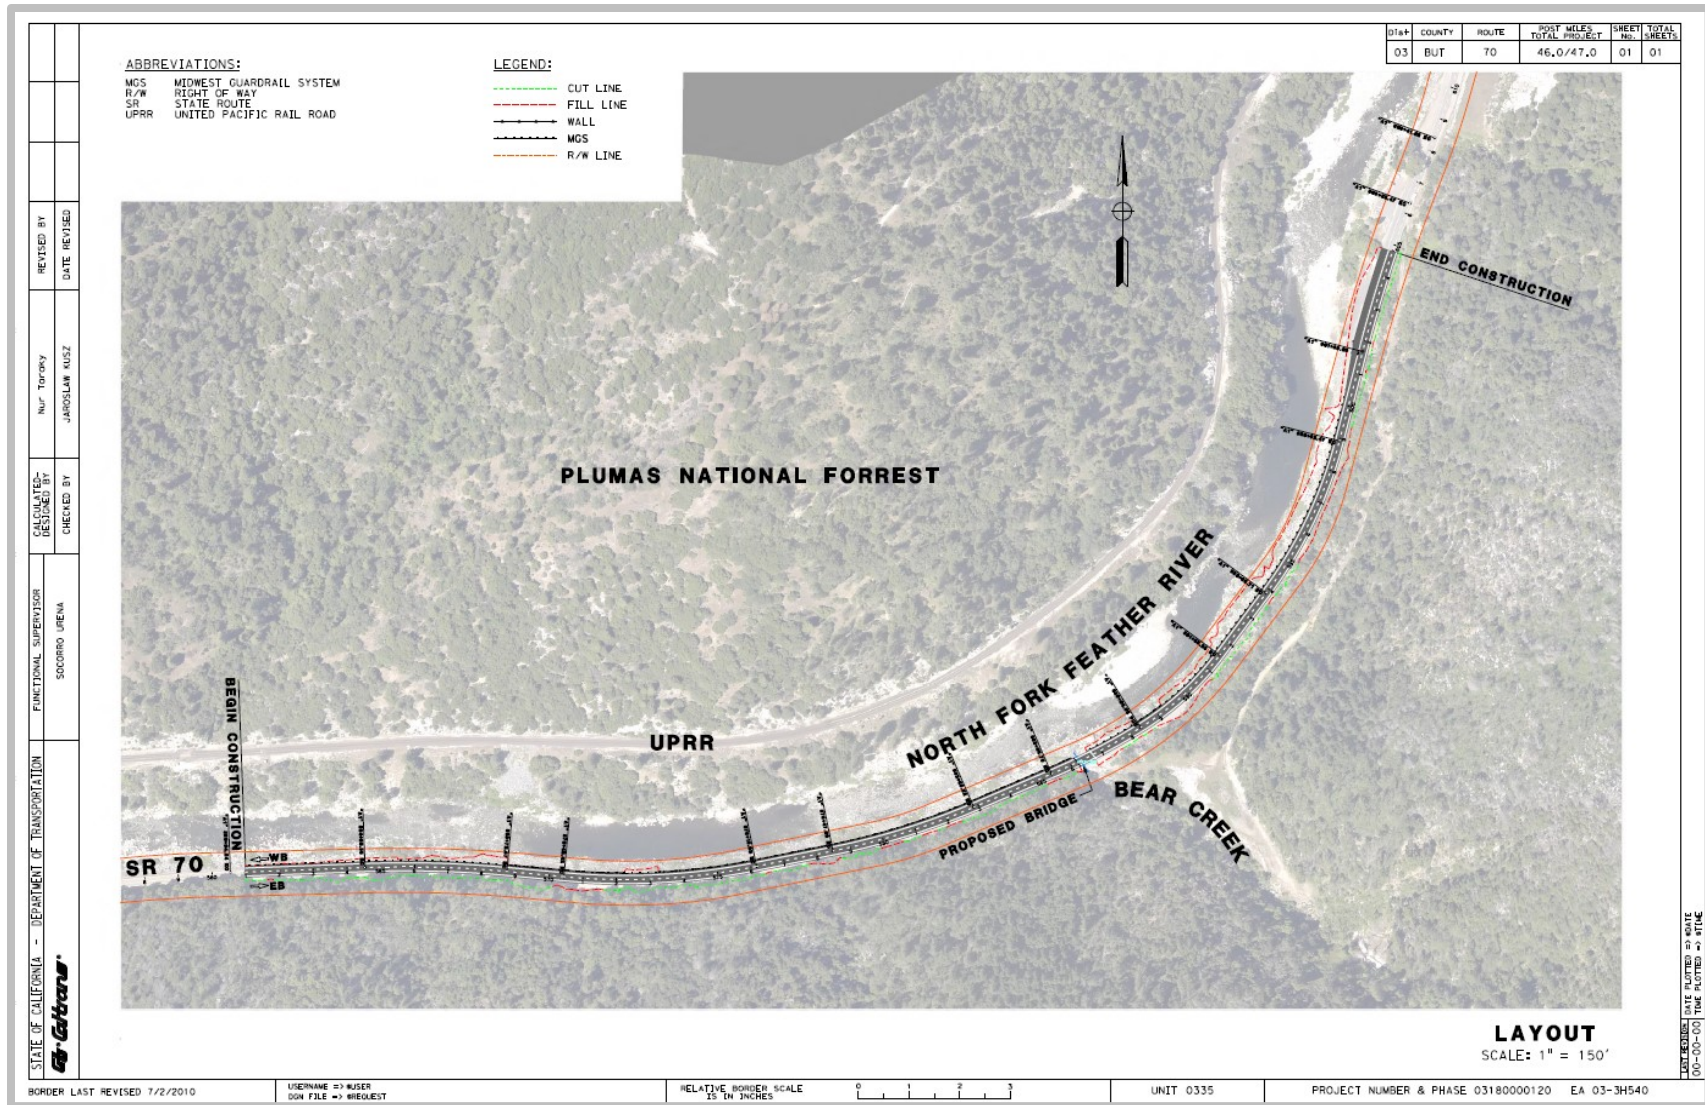 Dist COUNTY ROUTE POST MILES TOTAL PROJECT SHEET No. TOTAL SHEETS
03 BUT 70 46.0/47.0 01 01
ABBREVIATIONS:
MGS MIDWEST GUARDRAIL SYSTEM
R/W RIGHT OF WAY
SR STATE ROUTE
UPRR UNITED PACIFIC RAIL ROAD
LEGEND:
CUT LINE
FILL LINE
WALL
MGS
R/W LINE
END CONSTRUCTION
PLUMAS NATIONAL FORREST
NORTH FORK FEATHER RIVER
UPRR
BEGIN CONSTRUCTION
SR 70
WB
EB
PROPOSED BRIDGE
BEAR CREEK
LAYOUT
SCALE: 1" = 150'
REVISED BY
DATE REVISED
Nur Taraky
JAROSLAW KUSZ
CALCULATED-
DESIGNED BY
CHECKED BY
FUNCTIONAL SUPERVISOR
SOCORRO URENA
STATE OF CALIFORNIA - DEPARTMENT OF TRANSPORTATION
Caltrans
LAST REVISION
00-00-00
DATE PLOTTED => $DATE
TIME PLOTTED => $TIME
BORDER LAST REVISED 7/2/2010
USERNAME => $USER
DGN FILE => $REQUEST
RELATIVE BORDER SCALE
IS IN INCHES
0 1 2 3
UNIT 0335
PROJECT NUMBER & PHASE 03180000120 EA 03-3H540